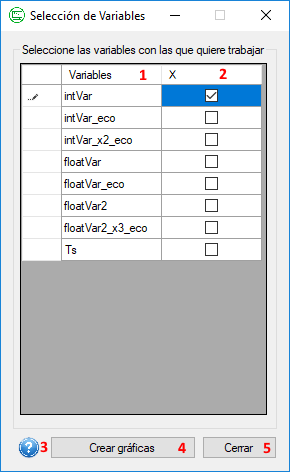 Selección de Variables
Seleccione las variables con las que quiere trabajar
Variables 1 X 2
intVar
intVar_eco
intVar_x2_eco
floatVar
floatVar_eco
floatVar2
floatVar2_x3_eco
Ts
? 3 Crear gráficas 4 Cerrar 5